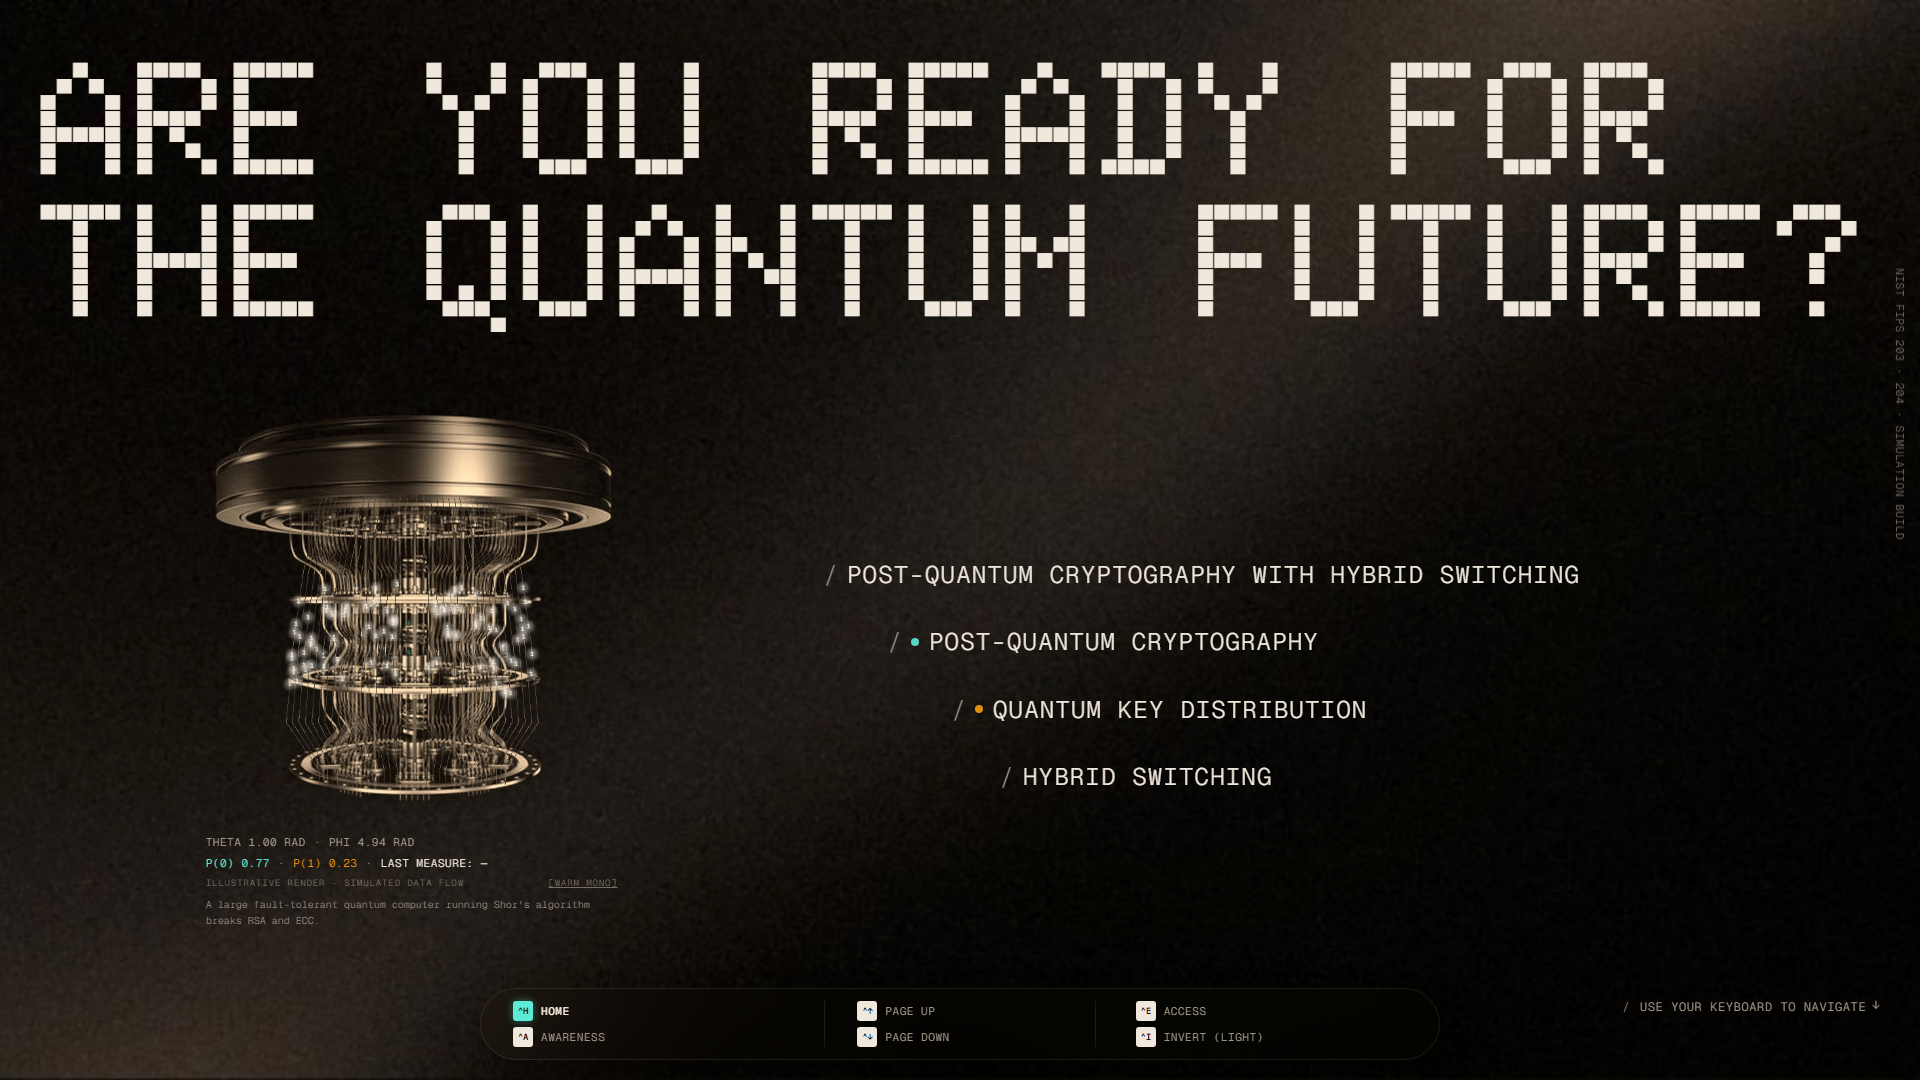 ARE YOU READY FOR
THE QUANTUM FUTURE?
NIST FIPS 203 · 204 · SIMULATION BUILD
/ POST-QUANTUM CRYPTOGRAPHY WITH HYBRID SWITCHING
/ • POST-QUANTUM CRYPTOGRAPHY
/ • QUANTUM KEY DISTRIBUTION
/ HYBRID SWITCHING
THETA 1.00 RAD · PHI 4.94 RAD
P(0) 0.77 · P(1) 0.23 · LAST MEASURE: —
ILLUSTRATIVE RENDER · SIMULATED DATA FLOW [WARM MONO]
A large fault-tolerant quantum computer running Shor's algorithm
breaks RSA and ECC.
^H HOME
^A AWARENESS
^↑ PAGE UP
^↓ PAGE DOWN
^E ACCESS
^I INVERT (LIGHT)
/ USE YOUR KEYBOARD TO NAVIGATE ↓